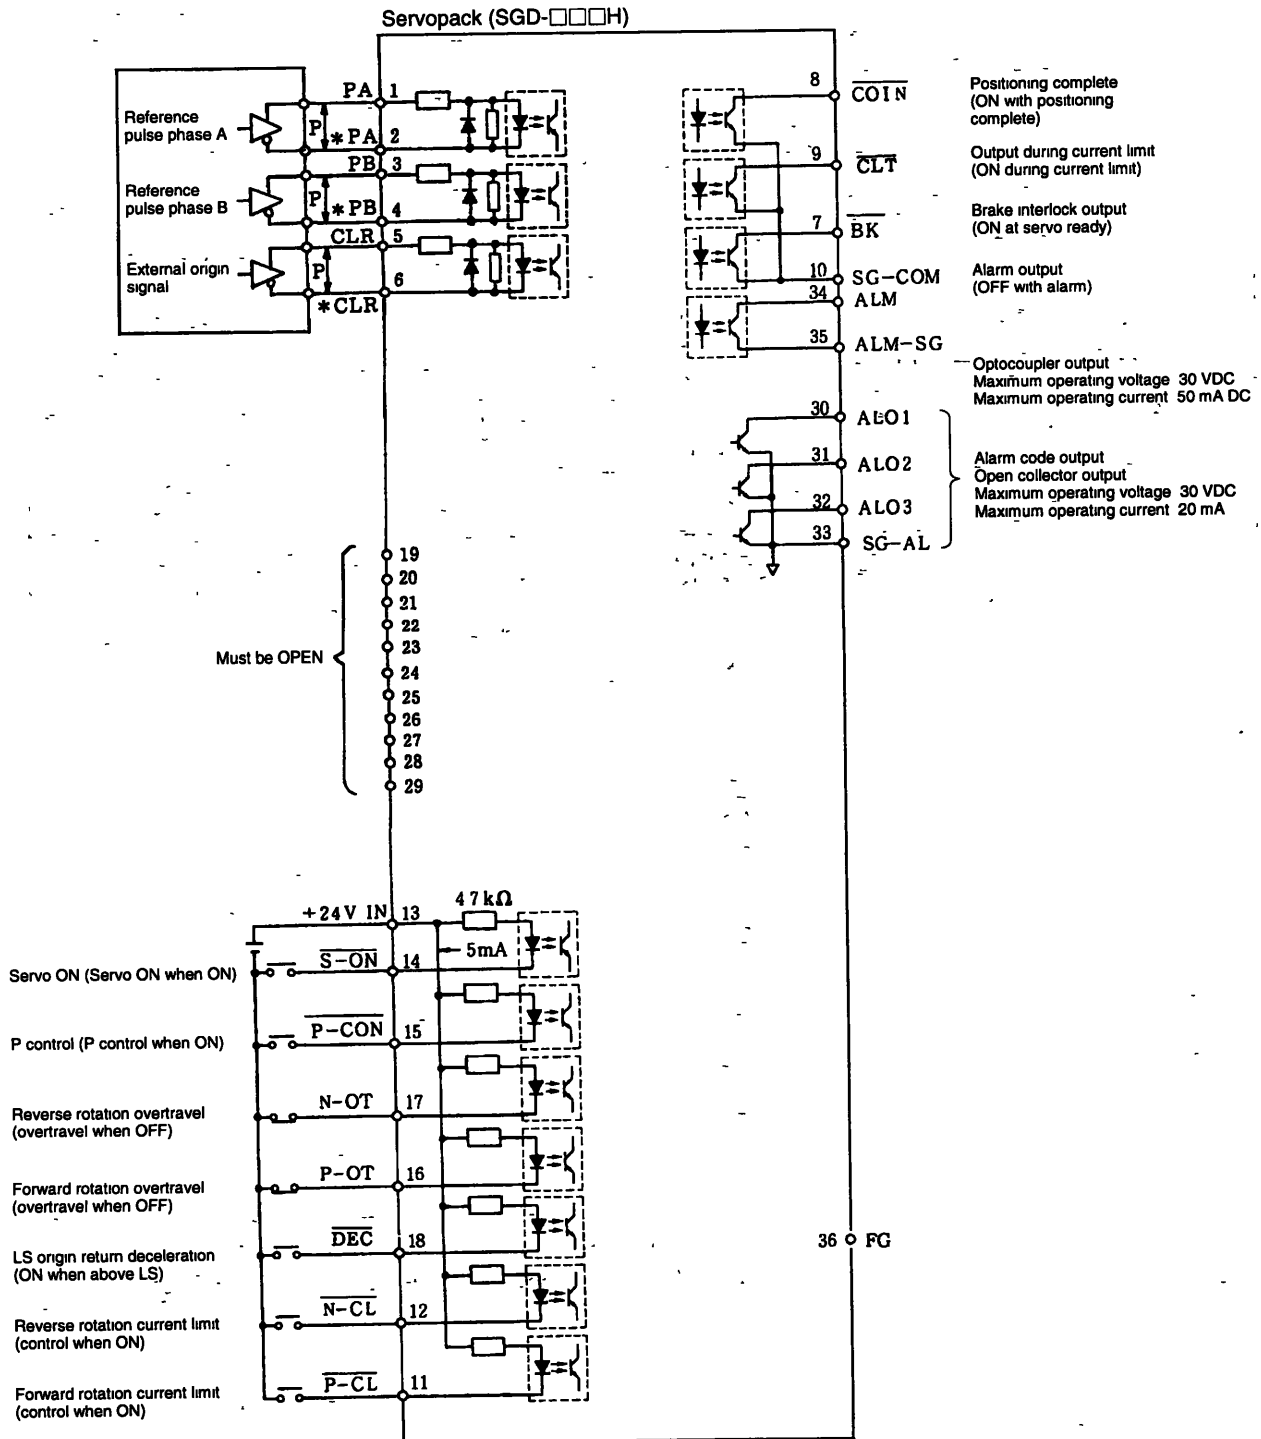 Servopack (SGD-□□□H)
Reference
pulse phase A
P
PA 1
*PA 2
Reference
pulse phase B
P
PB 3
*PB 4
External origin
signal
P
CLR 5
6
*CLR
8 COIN
Positioning complete
(ON with positioning
complete)
9 CLT
Output during current limit
(ON during current limit)
7 BK
Brake interlock output
(ON at servo ready)
10 SG-COM
34 ALM
Alarm output
(OFF with alarm)
35 ALM-SG
Optocoupler output
Maximum operating voltage 30 VDC
Maximum operating current 50 mA DC
30 ALO1
31 ALO2
32 ALO3
33 SG-AL
Alarm code output
Open collector output
Maximum operating voltage 30 VDC
Maximum operating current 20 mA
Must be OPEN
19
20
21
22
23
24
25
26
27
28
29
+24V IN 13
4 7 kΩ
5mA
Servo ON (Servo ON when ON)
S-ON 14
P control (P control when ON)
P-CON 15
Reverse rotation overtravel
(overtravel when OFF)
N-OT 17
Forward rotation overtravel
(overtravel when OFF)
P-OT 16
LS origin return deceleration
(ON when above LS)
DEC 18
Reverse rotation current limit
(control when ON)
N-CL 12
Forward rotation current limit
(control when ON)
P-CL 11
36 FG